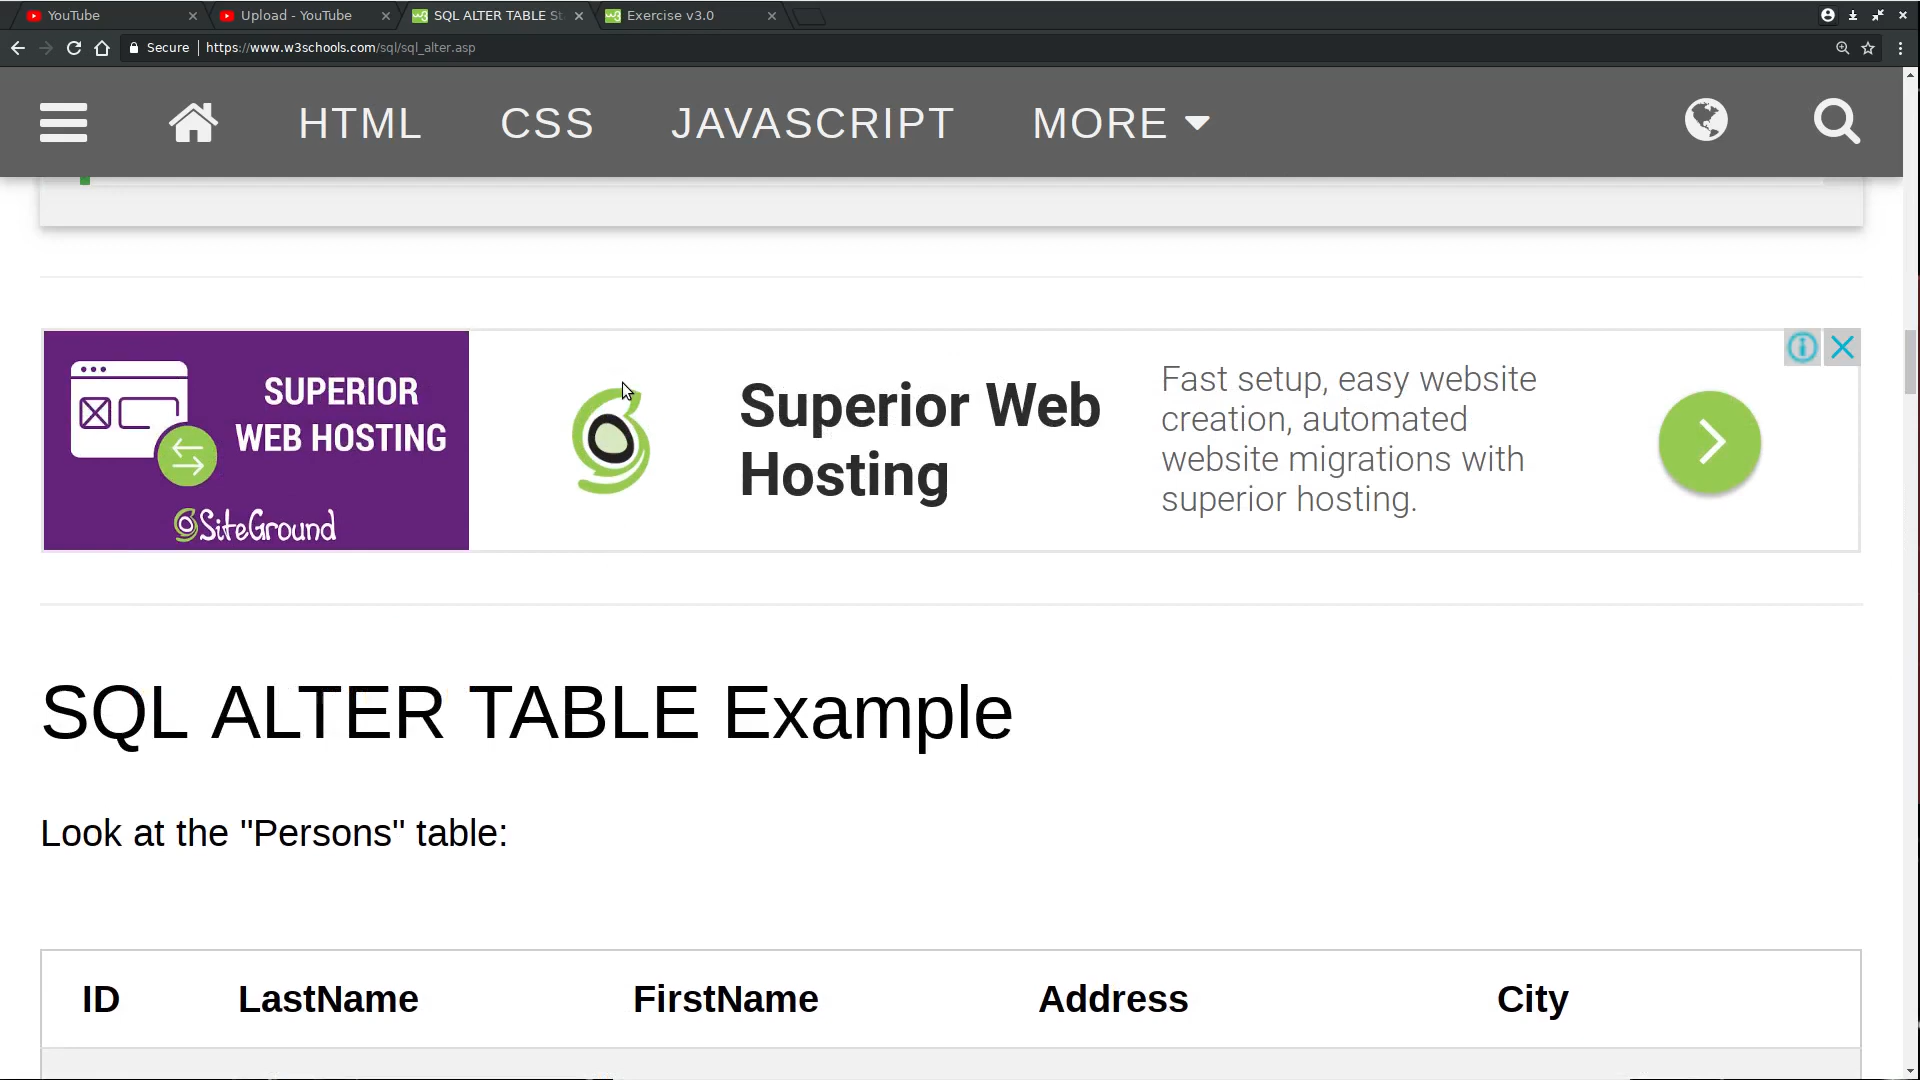 YouTube
Upload - YouTube
SQL ALTER TABLE St
Exercise v3.0
Secure
https://www.w3schools.com/sql/sql_alter.asp
HTML
CSS
JAVASCRIPT
MORE
SUPERIOR
WEB HOSTING
SiteGround
Superior Web
Hosting
Fast setup, easy website
creation, automated
website migrations with
superior hosting.
SQL ALTER TABLE Example
Look at the "Persons" table:
ID LastName FirstName Address City